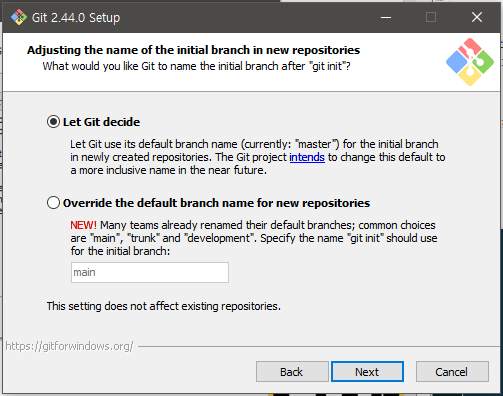 Git 2.44.0 Setup
Adjusting the name of the initial branch in new repositories
What would you like Git to name the initial branch after "git init"?
Let Git decide
Let Git use its default branch name (currently: "master") for the initial branch
in newly created repositories. The Git project intends to change this default to
a more inclusive name in the near future.
Override the default branch name for new repositories
NEW! Many teams already renamed their default branches; common choices
are "main", "trunk" and "development". Specify the name "git init" should use
for the initial branch:
main
This setting does not affect existing repositories.
https://gitforwindows.org/
Back
Next
Cancel